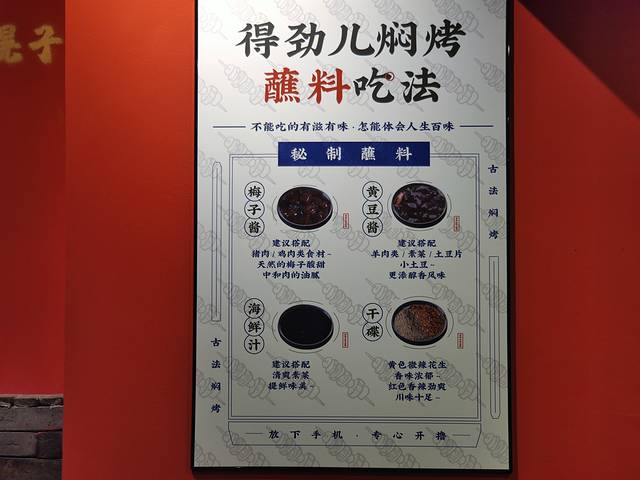 得劲儿焖烤
蘸料吃法
不能吃的有滋有味·怎能体会人生百味
秘制蘸料
梅子酱
建议搭配
猪肉/鸡肉类食材~
天然的梅子酸甜
中和肉的油腻
黄豆酱
建议搭配
羊肉类/素菜/土豆片
小土豆~
更添醇香风味
海鲜汁
建议搭配
清爽素菜
提鲜味美~
干碟
黄色微辣花生
香味浓郁~
红色香辣劲爽
川味十足~
古法焖烤
古法焖烤
放下手机·专心开撸
子